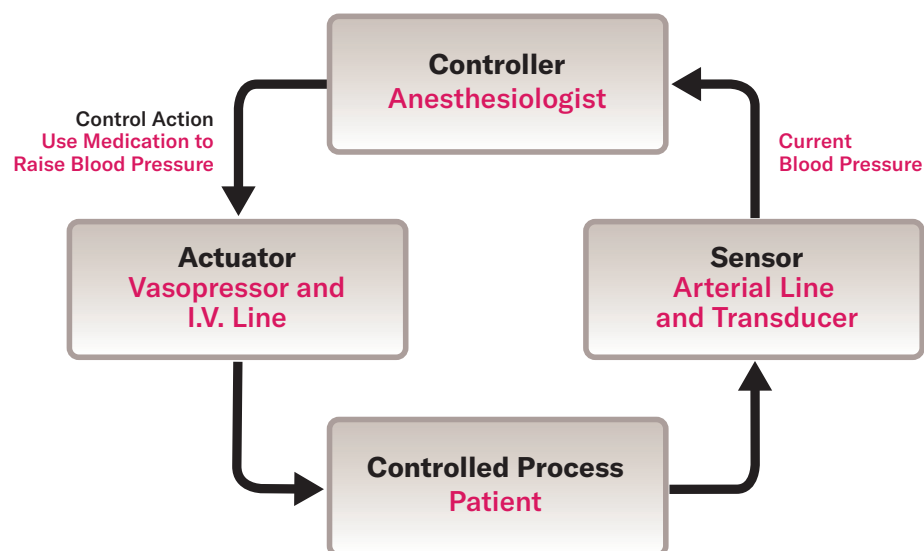 Controller
Anesthesiologist
Control Action
Use Medication to
Raise Blood Pressure
Current
Blood Pressure
Actuator
Vasopressor and
I.V. Line
Sensor
Arterial Line
and Transducer
Controlled Process
Patient